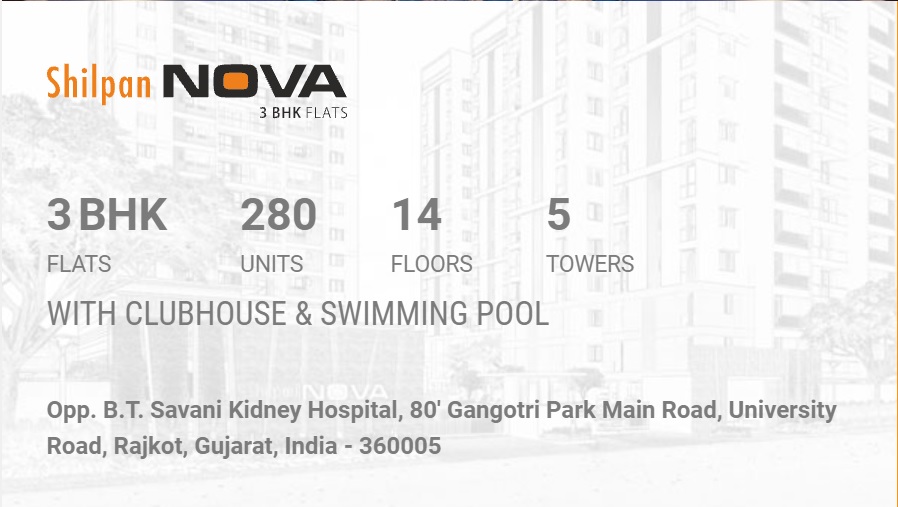 Shilpan NOVA
3 BHK FLATS
3 BHK 280 14 5
FLATS UNITS FLOORS TOWERS
WITH CLUBHOUSE & SWIMMING POOL
Shilpan NOVA
Opp. B.T. Savani Kidney Hospital, 80' Gangotri Park Main Road, University
Road, Rajkot, Gujarat, India - 360005